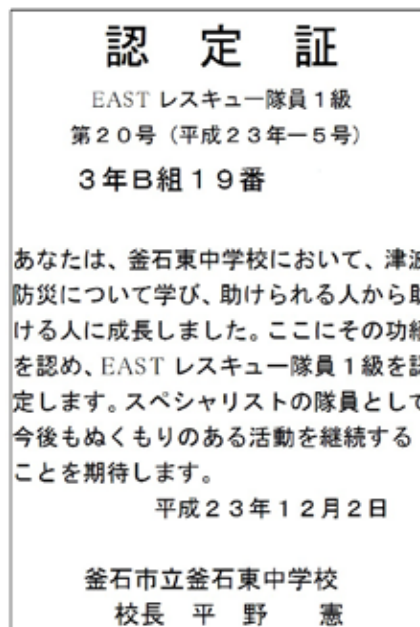 認 定 証
EAST レスキュー隊員１級
第２０号（平成２３年ー５号）
３年Ｂ組１９番
あなたは、釜石東中学校において、津波
防災について学び、助けられる人から助
ける人に成長しました。ここにその功績
を認め、EAST レスキュー隊員１級を認
定します。スペシャリストの隊員として
今後もぬくもりのある活動を継続する
ことを期待します。
平成２３年１２月２日
釜石市立釜石東中学校
校長 平 野 憲